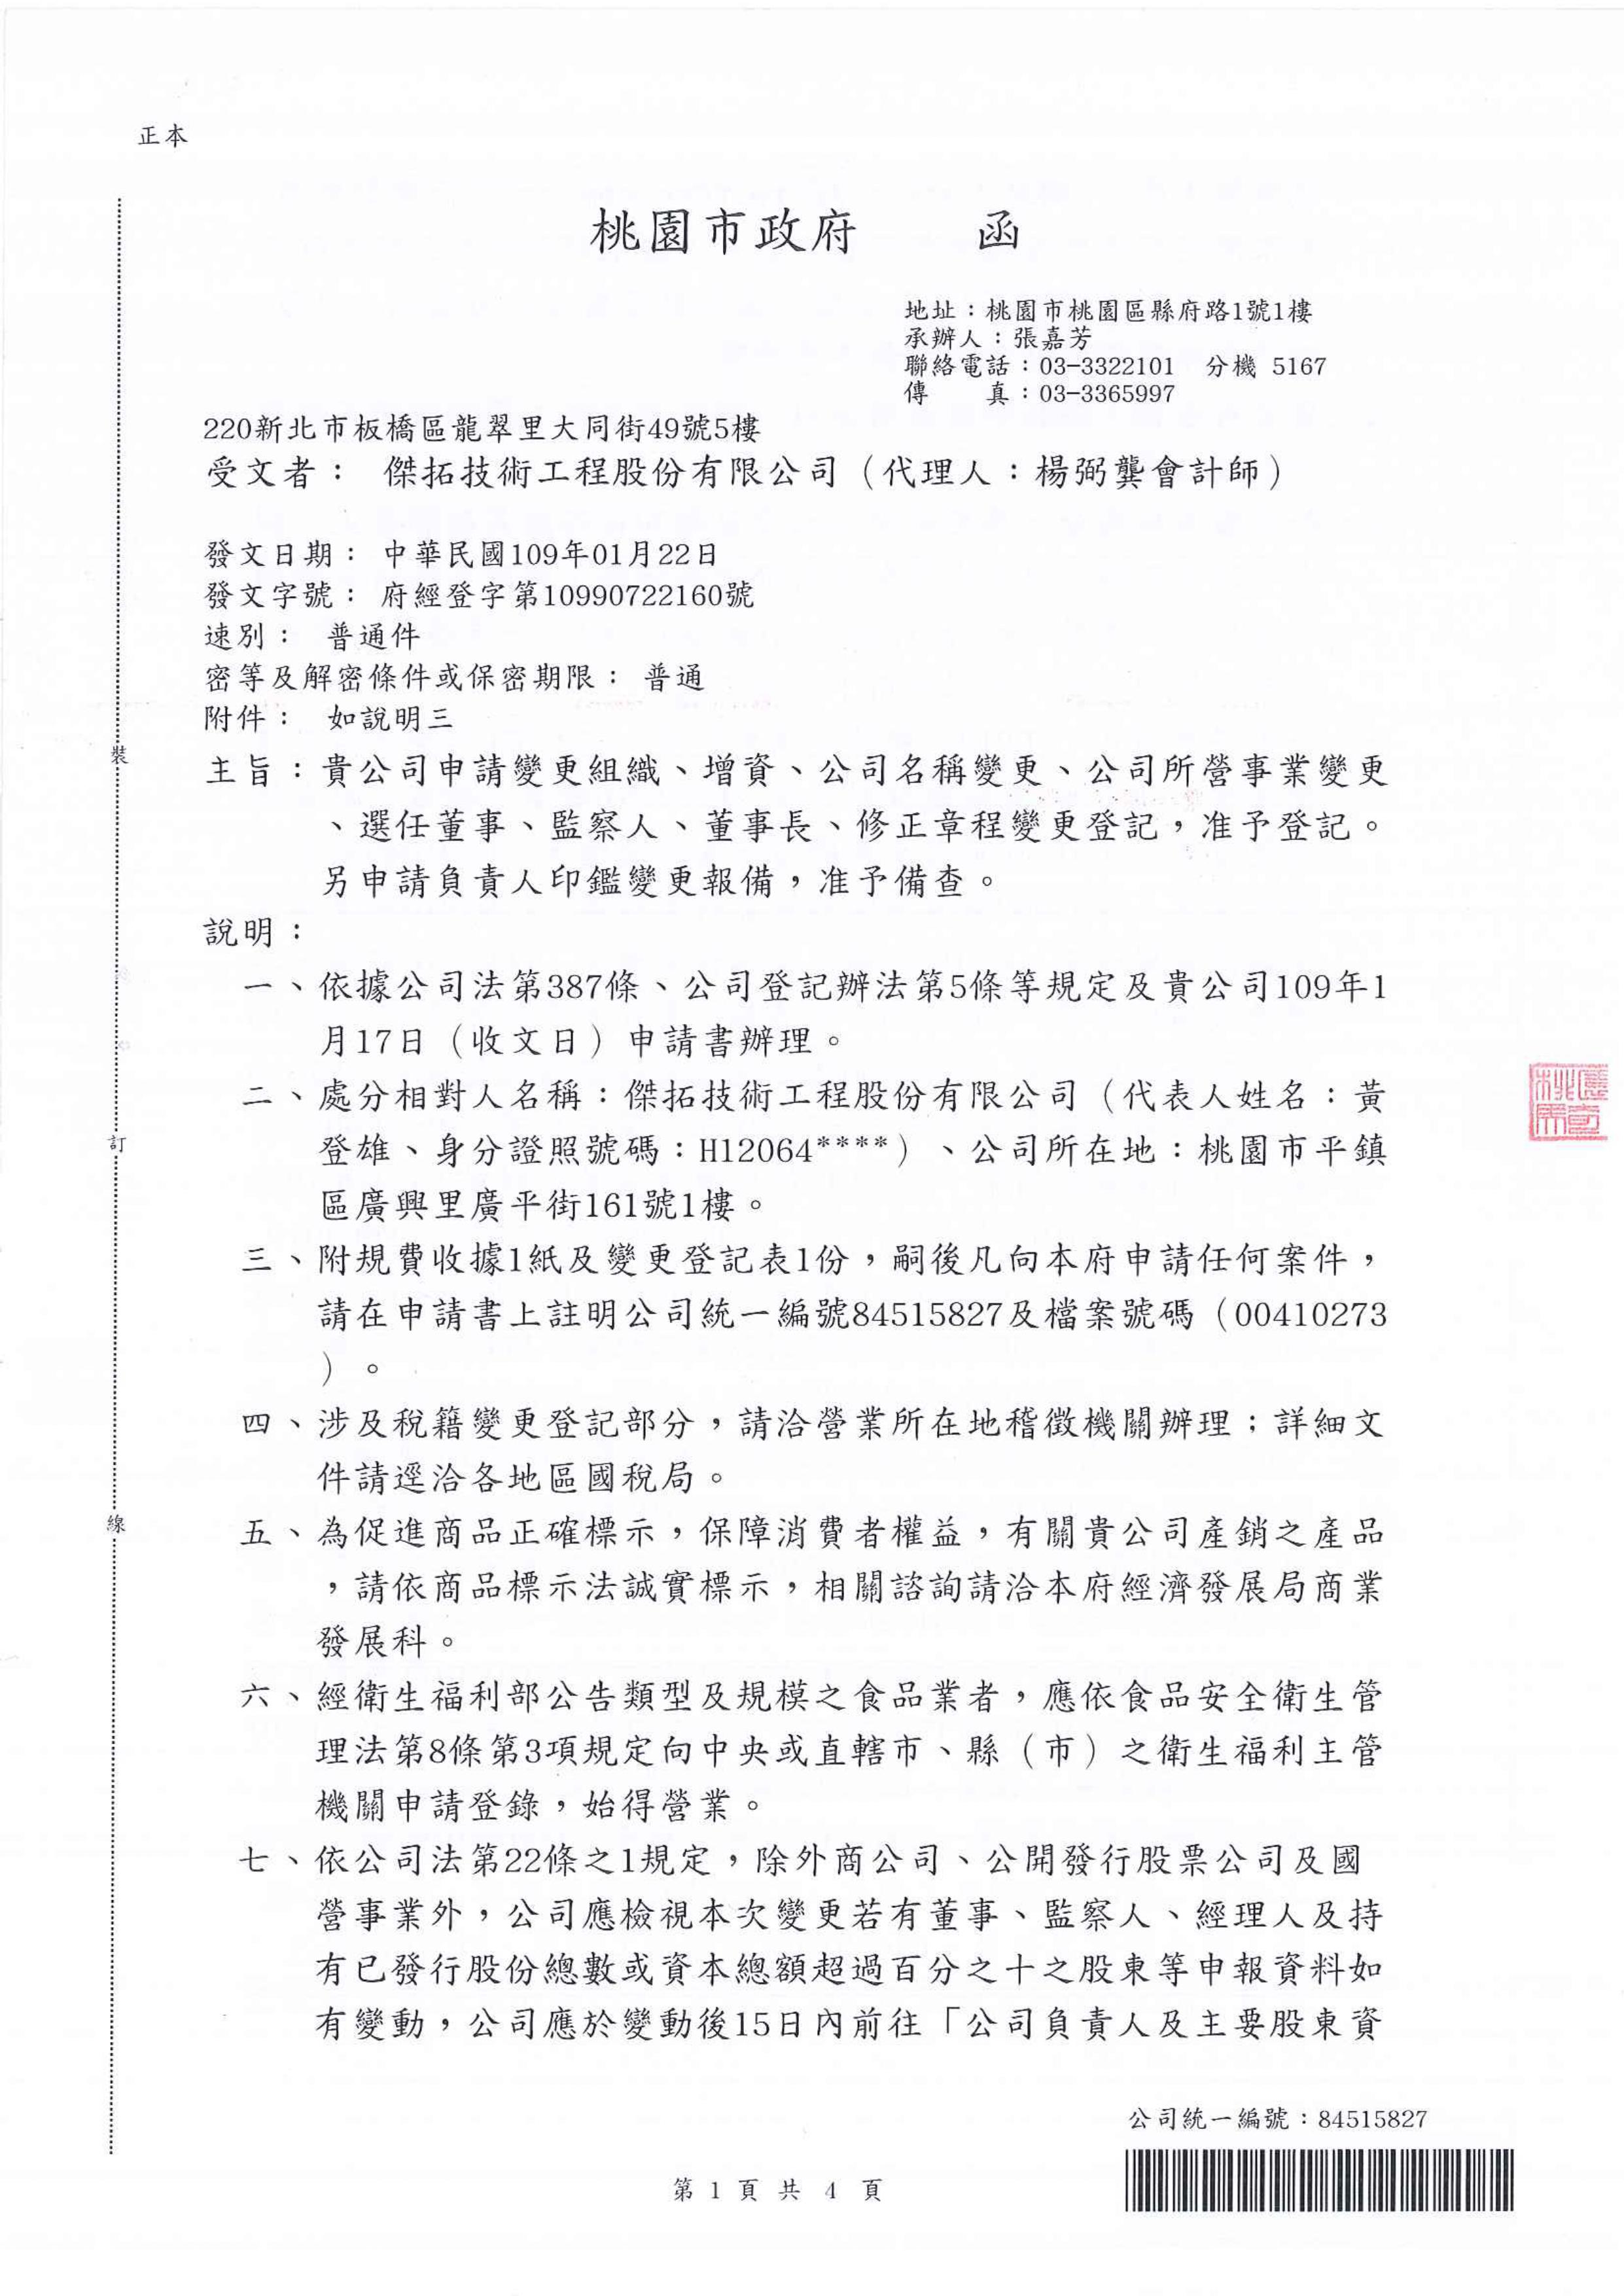 正本
桃園市政府　　函
地址：桃園市桃園區縣府路1號1樓
承辦人：張嘉芳
聯絡電話：03-3322101　分機 5167
傳　　真：03-3365997
220新北市板橋區龍翠里大同街49號5樓
受文者：　傑拓技術工程股份有限公司（代理人：楊弼龔會計師）
發文日期：　中華民國109年01月22日
發文字號：　府經登字第10990722160號
速別：　普通件
密等及解密條件或保密期限：　普通
附件：　如說明三
主旨：貴公司申請變更組織、增資、公司名稱變更、公司所營事業變更
、選任董事、監察人、董事長、修正章程變更登記，准予登記。
另申請負責人印鑑變更報備，准予備查。
說明：
一、依據公司法第387條、公司登記辦法第5條等規定及貴公司109年1
月17日（收文日）申請書辦理。
二、處分相對人名稱：傑拓技術工程股份有限公司（代表人姓名：黃
登雄、身分證照號碼：H12064****）、公司所在地：桃園市平鎮
區廣興里廣平街161號1樓。
三、附規費收據1紙及變更登記表1份，嗣後凡向本府申請任何案件，
請在申請書上註明公司統一編號84515827及檔案號碼（00410273
）。
四、涉及稅籍變更登記部分，請洽營業所在地稽徵機關辦理；詳細文
件請逕洽各地區國稅局。
五、為促進商品正確標示，保障消費者權益，有關貴公司產銷之產品
，請依商品標示法誠實標示，相關諮詢請洽本府經濟發展局商業
發展科。
六、經衛生福利部公告類型及規模之食品業者，應依食品安全衛生管
理法第8條第3項規定向中央或直轄市、縣（市）之衛生福利主管
機關申請登錄，始得營業。
七、依公司法第22條之1規定，除外商公司、公開發行股票公司及國
營事業外，公司應檢視本次變更若有董事、監察人、經理人及持
有已發行股份總數或資本總額超過百分之十之股東等申報資料如
有變動，公司應於變動後15日內前往「公司負責人及主要股東資
裝
訂
線
公司統一編號：84515827
第 1 頁 共 4 頁